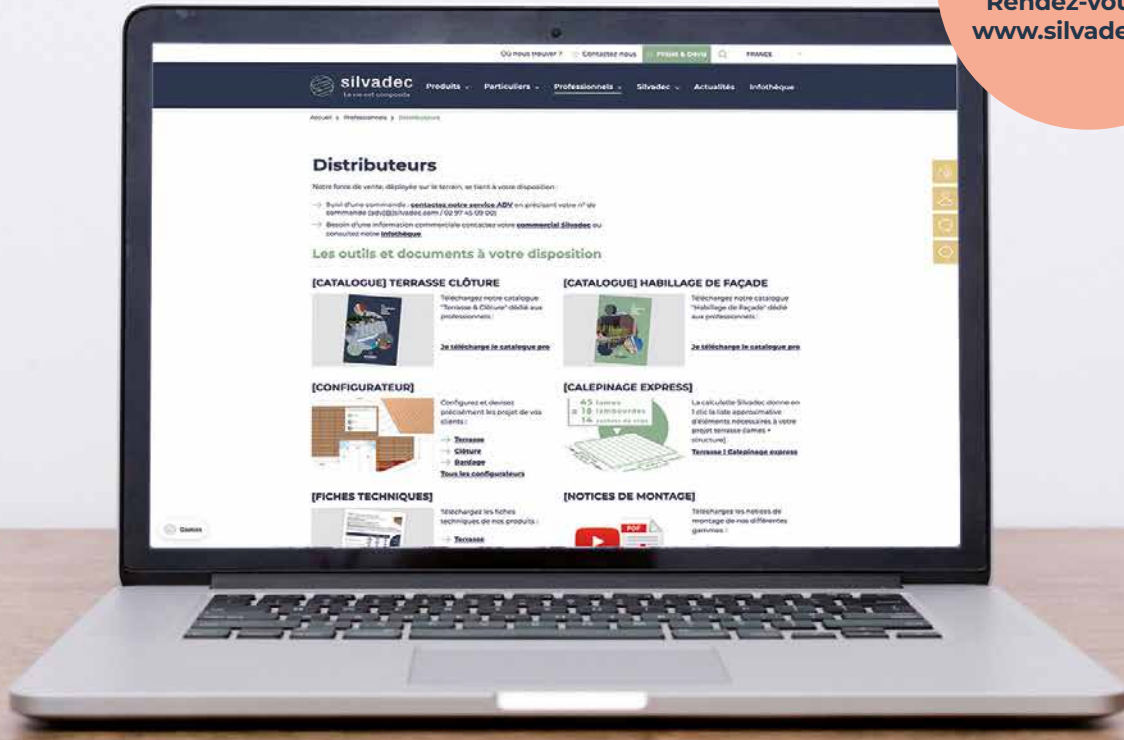 Rendez-vou
www.silvade
Où nous trouver ? Contactez nous Projet & Devis FRANCE
silvadec
La vie est composite
Produits Particuliers Professionnels Silvadec Actualités Infothèque
Accueil > Professionnels > Distributeurs
Distributeurs
Notre force de vente, déployée sur le terrain, se tient à votre disposition :
→ Suivi d'une commande : contactez notre service ADV en précisant votre n° de
commande (adv[@]silvadec.com / 02 97 45 09 00)
→ Besoin d'une information commerciale contactez votre commercial Silvadec ou
consultez notre Infothèque
Les outils et documents à votre disposition
[CATALOGUE] TERRASSE CLÔTURE
Téléchargez notre catalogue
"Terrasse & Clôture" dédié aux
professionnels :
Je télécharge le catalogue pro
[CATALOGUE] HABILLAGE DE FAÇADE
Téléchargez notre catalogue
"Habillage de Façade" dédié
aux professionnels :
Je télécharge le catalogue pro
[CONFIGURATEUR]
Configurez et devisez
précisément les projet de vos
clients :
→ Terrasse
→ Clôture
→ Bardage
Tous les configurateurs
[CALEPINAGE EXPRESS]
45 lames
18 lambourdes
14 sachets de vis
La calculette Silvadec donne en
1 clic la liste approximative
d'éléments nécessaires à votre
projet terrasse (lames +
structure)
Terrasse I Calepinage express
[FICHES TECHNIQUES]
Téléchargez les fiches
techniques de nos produits :
→ Terrasse
[NOTICES DE MONTAGE]
PDF
Téléchargez les notices de
montage de nos différentes
gammes :
Cookies